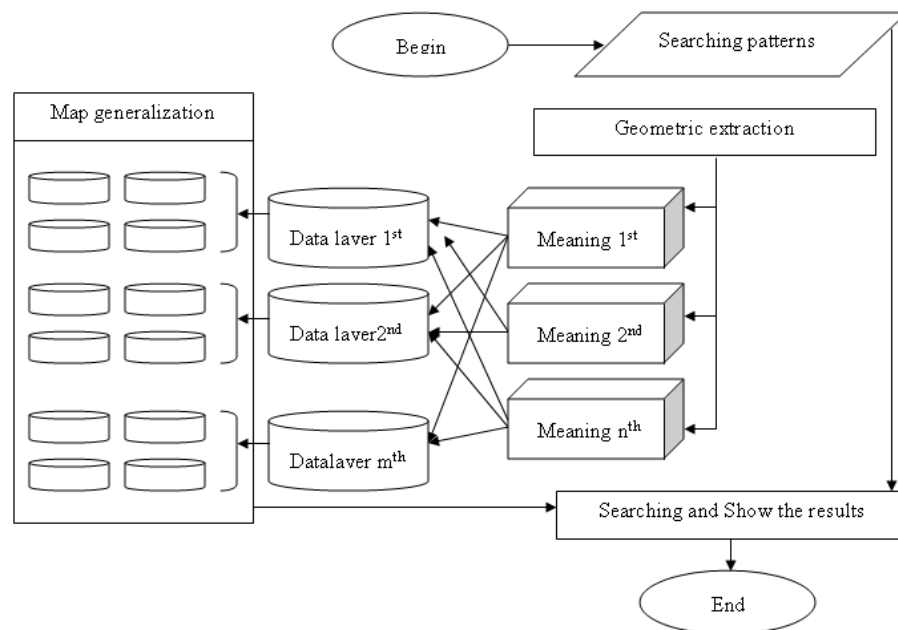 Begin
Searching patterns
Map generalization
Geometric extraction
Data laver 1st
Meaning 1st
Data laver2nd
Meaning 2nd
Datalaver mth
Meaning nth
Searching and Show the results
End